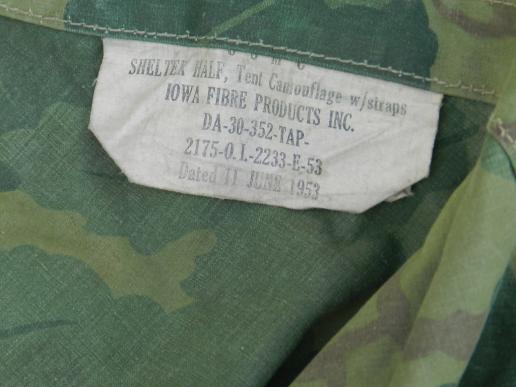 U S M C
SHELTER HALF, Tent Camouflage w/straps
IOWA FIBRE PRODUCTS INC.
DA-30-352-TAP-
2175-O.I.-2233-E-53
Dated 11 JUNE 1953